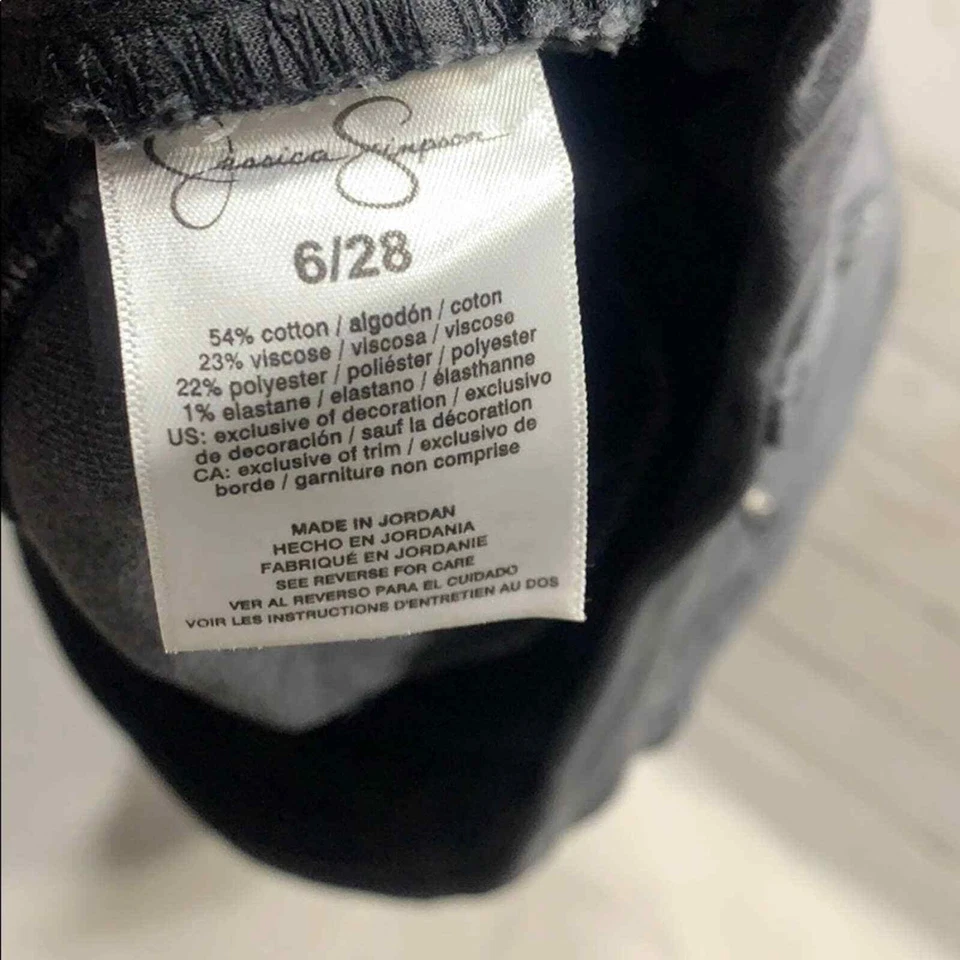 Jessica Simpson
6/28
54% cotton / algodón / coton
23% viscose / viscosa / viscose
22% polyester / poliéster / polyester
1% elastane / elastano / élasthanne
US: exclusive of decoration / exclusivo
de decoración / sauf la décoration
CA: exclusive of trim / exclusivo de
borde / garniture non comprise
MADE IN JORDAN
HECHO EN JORDANIA
FABRIQUÉ EN JORDANIE
SEE REVERSE FOR CARE
VER AL REVERSO PARA EL CUIDADO
VOIR LES INSTRUCTIONS D'ENTRETIEN AU DOS